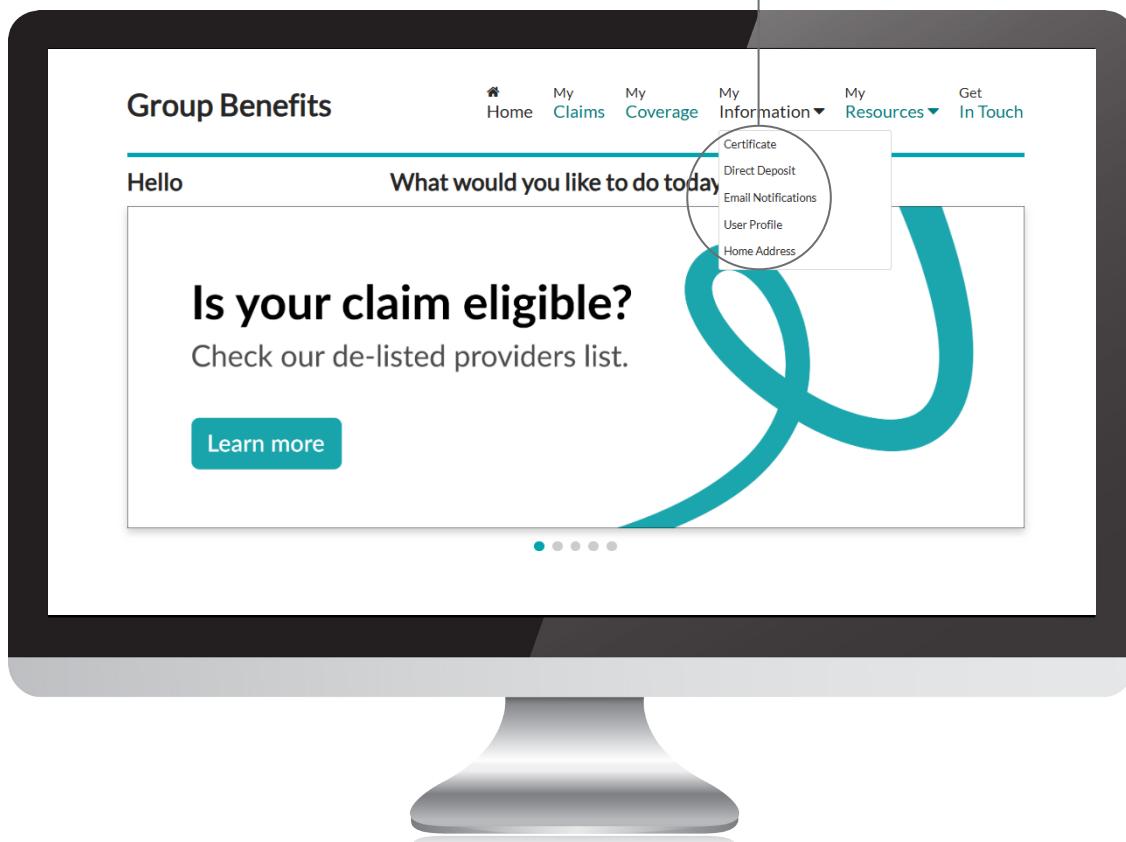 Group Benefits
Home
My Claims
My Coverage
My Information
My Resources
Get In Touch
Certificate
Direct Deposit
Email Notifications
User Profile
Home Address
Hello
What would you like to do today
Is your claim eligible?
Check our de-listed providers list.
Learn more